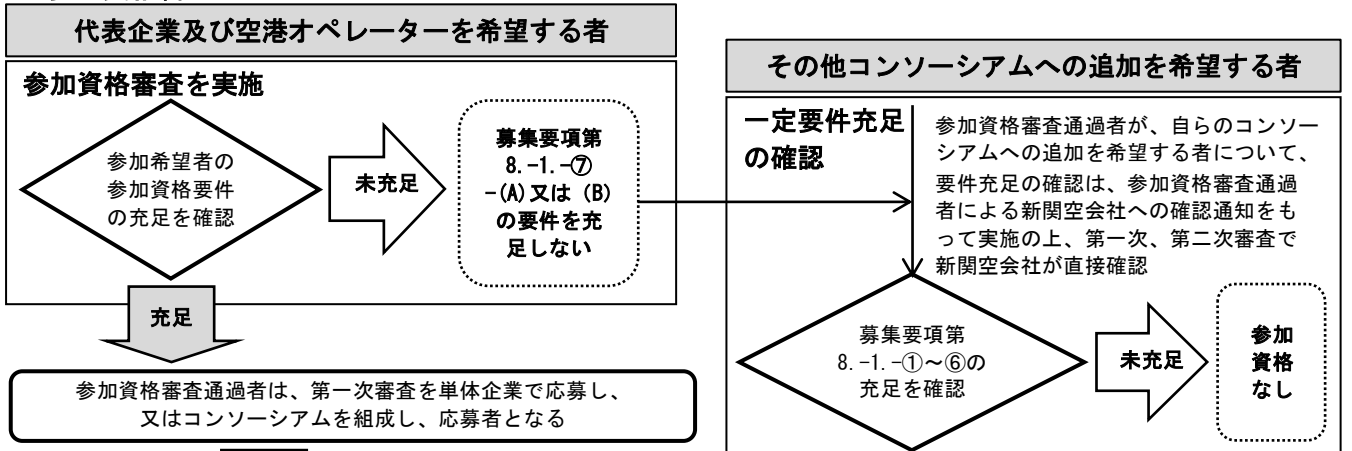 代表企業及び空港オペレーターを希望する者
参加資格審査を実施
参加希望者の
参加資格要件
の充足を確認
未充足
募集要項第
8.-1.-⑦
-(A)又は (B)
の要件を充
足しない
充足
参加資格審査通過者は、第一次審査を単体企業で応募し、
又はコンソーシアムを組成し、応募者となる
その他コンソーシアムへの追加を希望する者
一定要件充足
の確認
参加資格審査通過者が、自らのコンソー
シアムへの追加を希望する者について、
要件充足の確認は、参加資格審査通過
者による新関空会社への確認通知をも
って実施の上、第一次、第二次審査で
新関空会社が直接確認
募集要項第
8.-1.-①～⑥の
充足を確認
未充足
参加
資格
なし